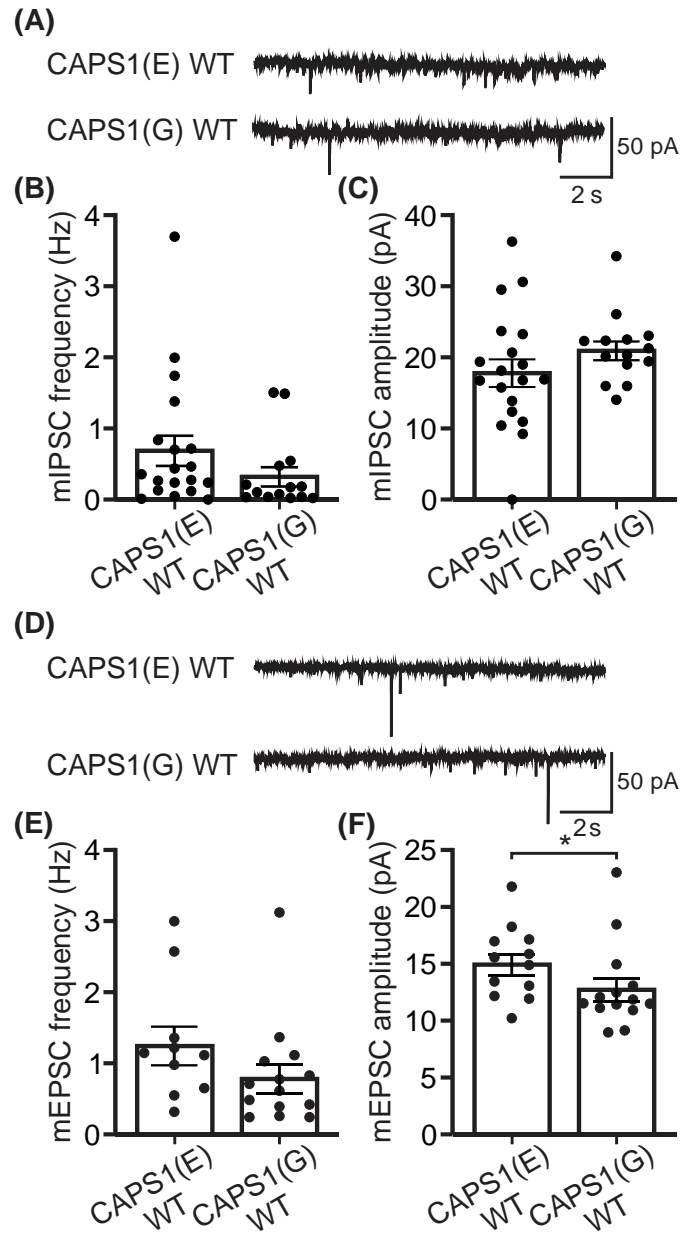 (A)
CAPS1(E) WT
CAPS1(G) WT
50 pA
2 s
(B)
mIPSC frequency (Hz)
4
3
2
1
0
CAPS1(E)
WT
CAPS1(G)
WT
(C)
mIPSC amplitude (pA)
40
30
20
10
0
CAPS1(E)
WT
CAPS1(G)
WT
(D)
CAPS1(E) WT
CAPS1(G) WT
50 pA
2s
(E)
mEPSC frequency (Hz)
4
3
2
1
0
CAPS1(E)
WT
CAPS1(G)
WT
(F)
mEPSC amplitude (pA)
25
20
15
10
5
0
*
CAPS1(E)
WT
CAPS1(G)
WT